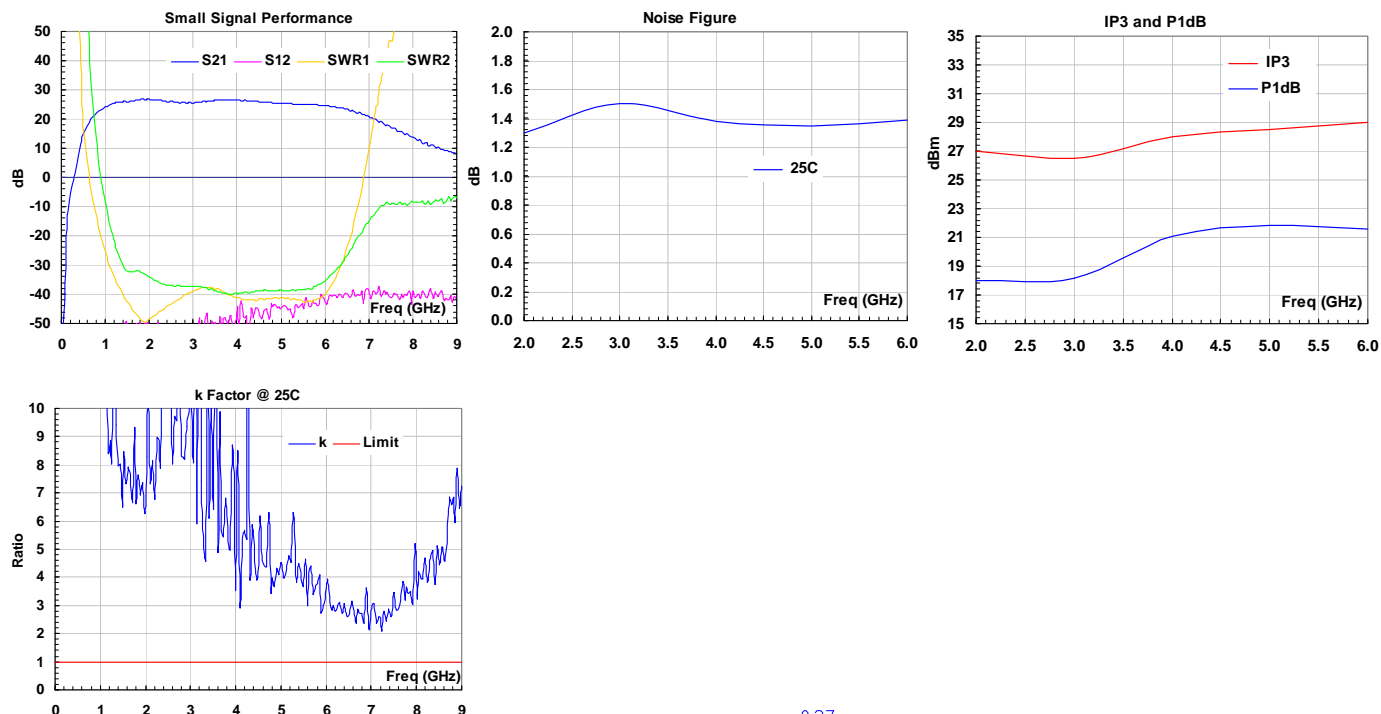 Small Signal Performance
50
40
30
20
10
0
-10
-20
-30
-40
-50
dB
S21 S12 SWR1 SWR2
Freq (GHz)
0 1 2 3 4 5 6 7 8 9
Noise Figure
2.0
1.8
1.6
1.4
1.2
1.0
0.8
0.6
0.4
0.2
0.0
dB
25C
Freq (GHz)
2.0 2.5 3.0 3.5 4.0 4.5 5.0 5.5 6.0
IP3 and P1dB
35
33
31
29
27
25
23
21
19
17
15
dBm
IP3
P1dB
Freq (GHz)
2.0 2.5 3.0 3.5 4.0 4.5 5.0 5.5 6.0
k Factor @ 25C
10
9
8
7
6
5
4
3
2
1
0
Ratio
k Limit
Freq (GHz)
0 1 2 3 4 5 6 7 8 9